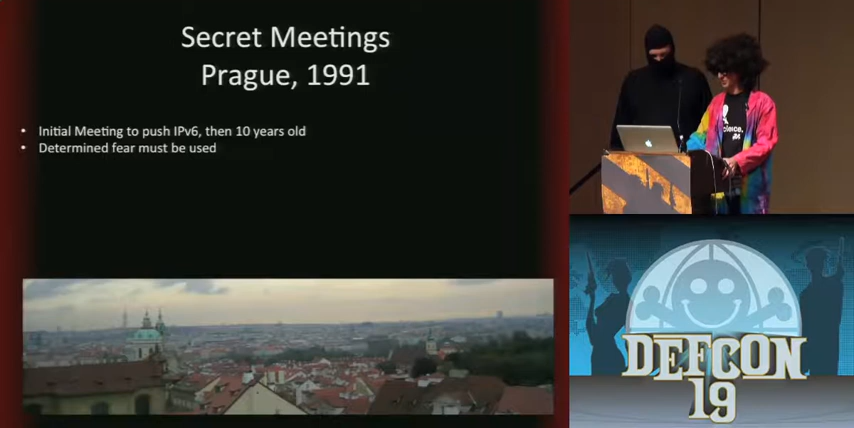 Secret Meetings
Prague, 1991
• Initial Meeting to push IPv6, then 10 years old
• Determined fear must be used
DEFCON
19